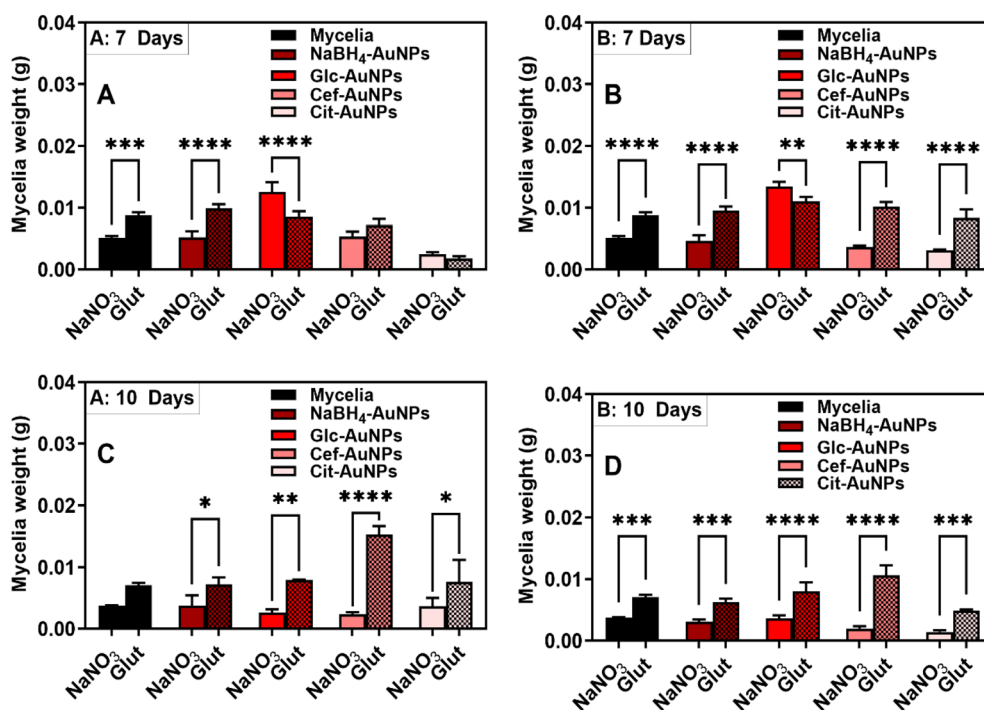 A: 7 Days
A
Mycelia
NaBH4-AuNPs
Glc-AuNPs
Cef-AuNPs
Cit-AuNPs
Mycelia weight (g)
0.04
0.03
0.02
0.01
0.00
*** **** ****
NaNO3 Glut NaNO3 Glut NaNO3 Glut NaNO3 Glut NaNO3 Glut
B: 7 Days
B
Mycelia
NaBH4-AuNPs
Glc-AuNPs
Cef-AuNPs
Cit-AuNPs
Mycelia weight (g)
0.04
0.03
0.02
0.01
0.00
**** **** ** **** ****
NaNO3 Glut NaNO3 Glut NaNO3 Glut NaNO3 Glut NaNO3 Glut
A: 10 Days
C
Mycelia
NaBH4-AuNPs
Glc-AuNPs
Cef-AuNPs
Cit-AuNPs
Mycelia weight (g)
0.04
0.03
0.02
0.01
0.00
* ** **** *
NaNO3 Glut NaNO3 Glut NaNO3 Glut NaNO3 Glut NaNO3 Glut
B: 10 Days
D
Mycelia
NaBH4-AuNPs
Glc-AuNPs
Cef-AuNPs
Cit-AuNPs
Mycelia weight (g)
0.04
0.03
0.02
0.01
0.00
*** *** **** **** ***
NaNO3 Glut NaNO3 Glut NaNO3 Glut NaNO3 Glut NaNO3 Glut